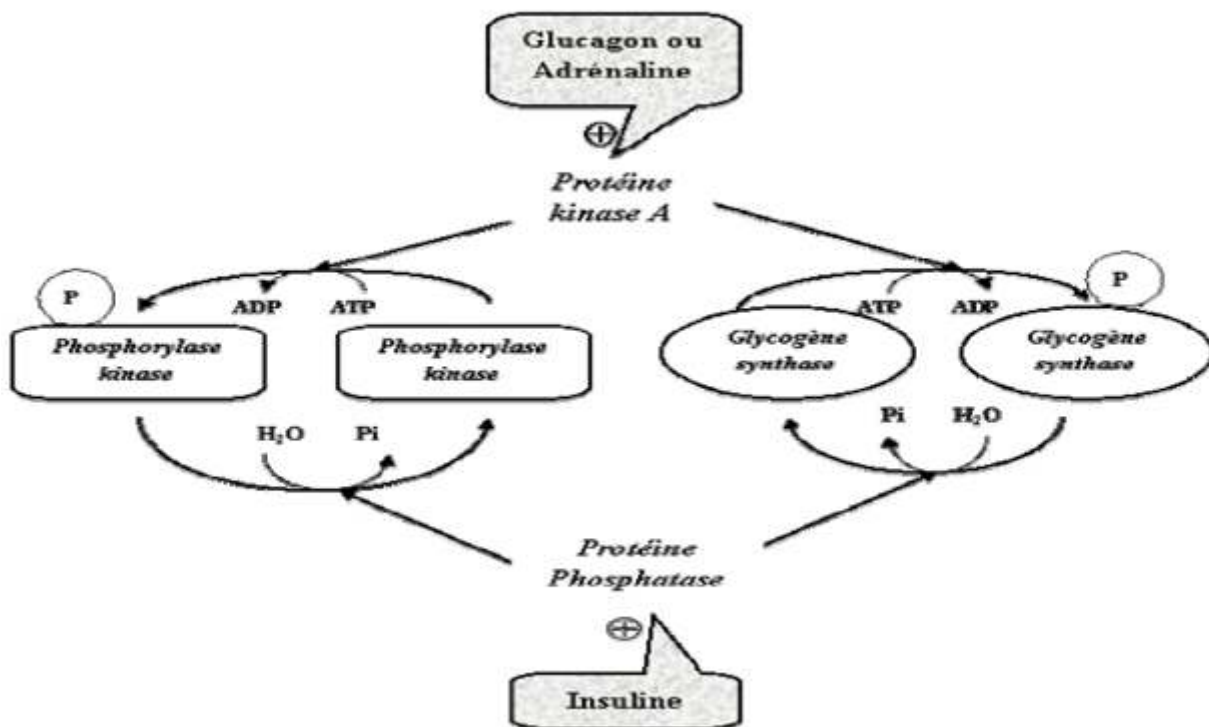 Glucagon ou
Adrénaline
Protéine
kinase A
P
ADP ATP
Phosphorylase
kinase
Phosphorylase
kinase
H₂O Pi
P
ATP ADP
Glycogène
synthase
Glycogène
synthase
Pi H₂O
Protéine
Phosphatase
Insuline